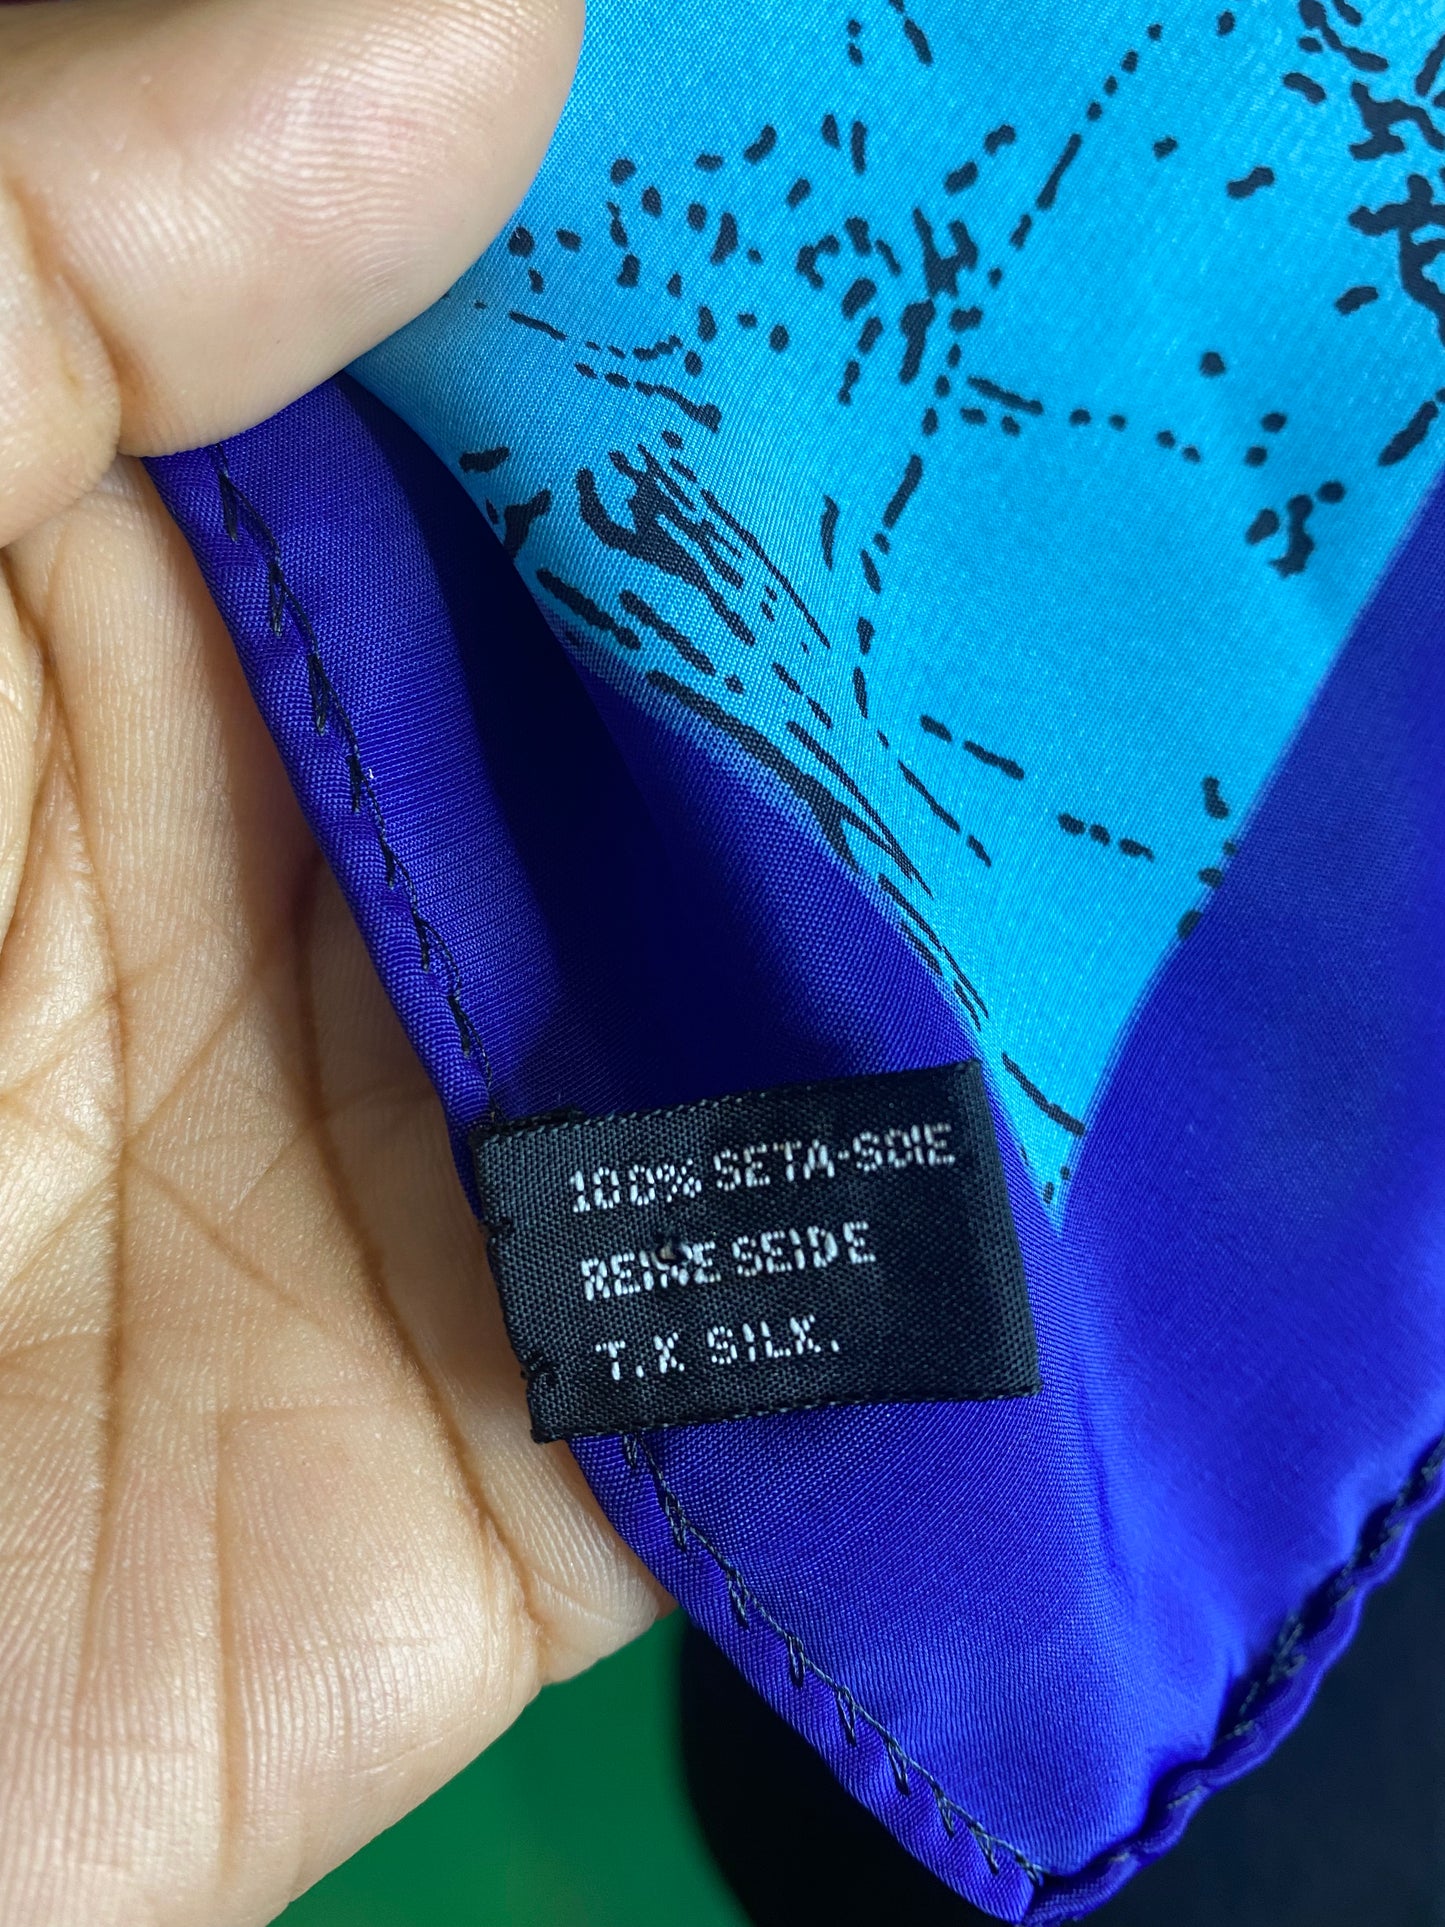 100% SETA-SOIE
REINE SEIDE
T.X SILK.